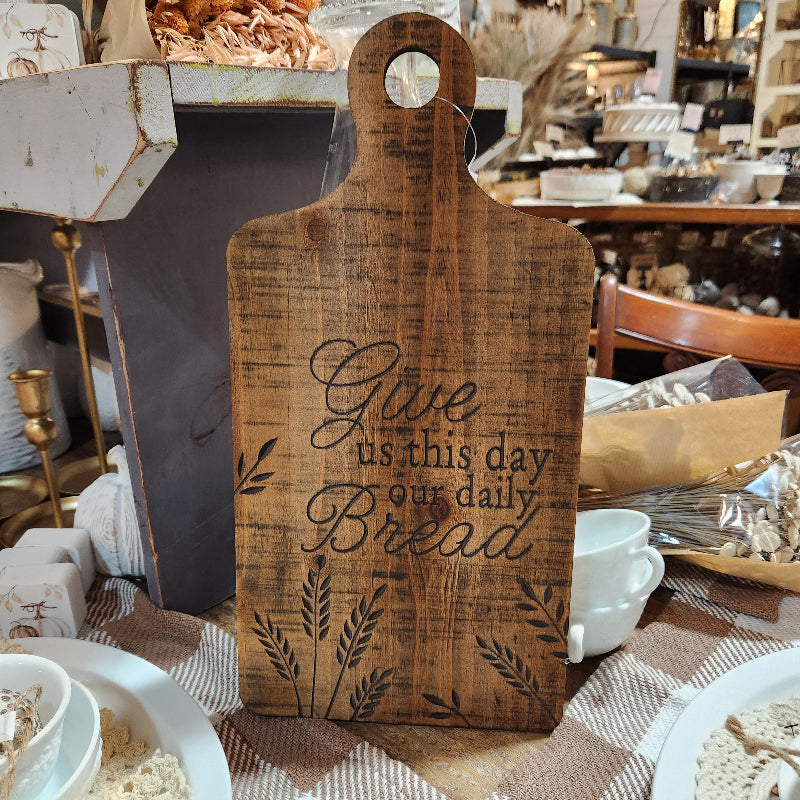 Give
us this day
our daily
Bread